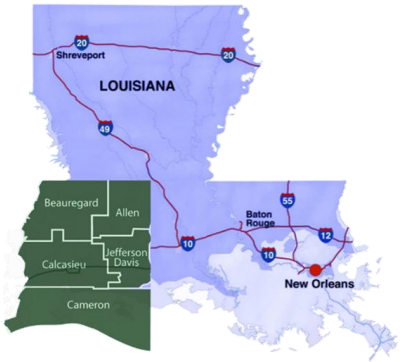 20
Shreveport
20
LOUISIANA
49
Beauregard
Allen
55
Baton
Rouge
12
10
10
Jefferson
Davis
Calcasieu
New Orleans
Cameron